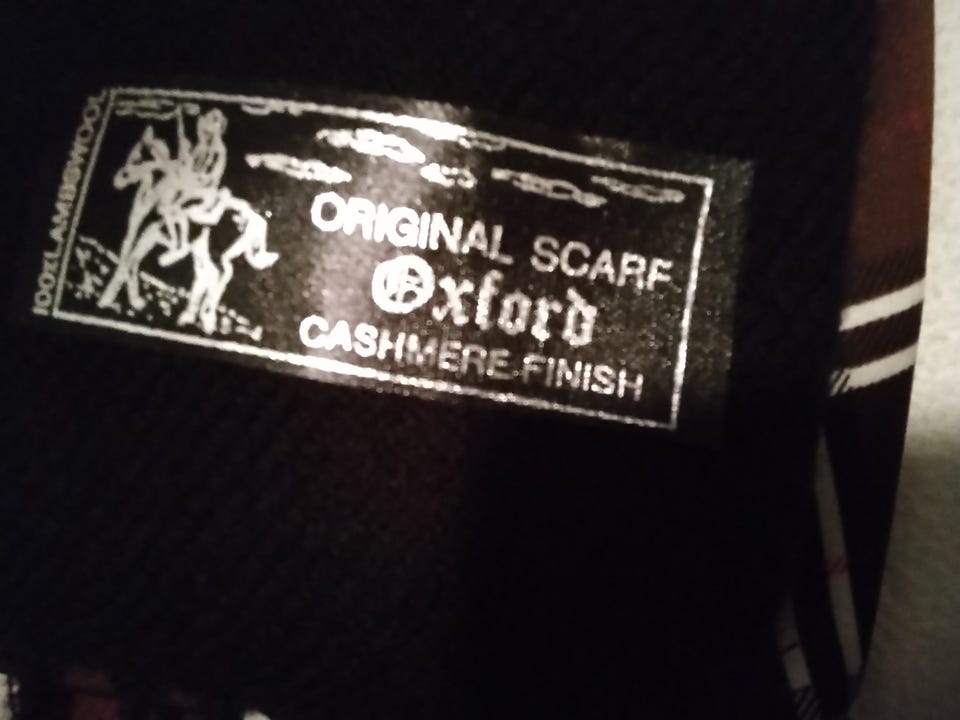 100% LAMBSWOOL
ORIGINAL SCARF
Oxford
CASHMERE-FINISH